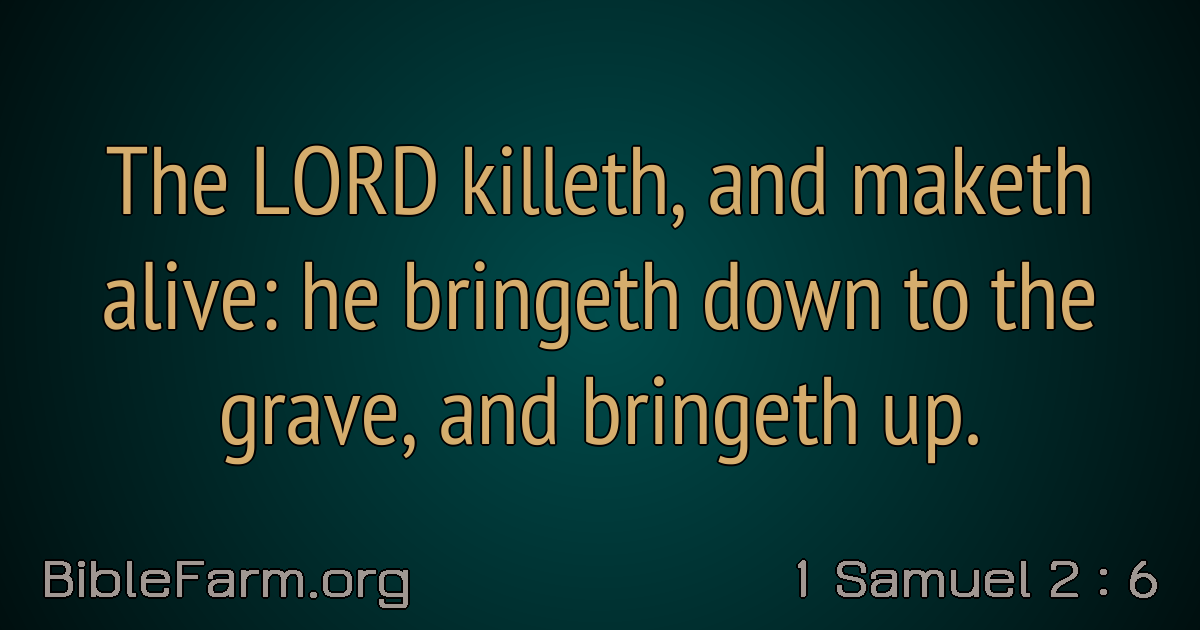 The LORD killeth, and maketh
alive: he bringeth down to the
grave, and bringeth up.
BibleFarm.org
1 Samuel 2 : 6